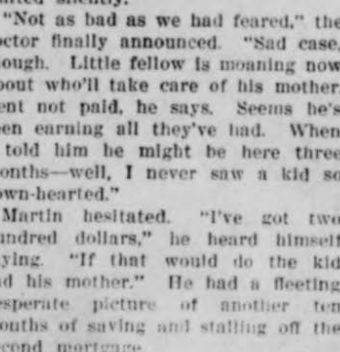 "Not as bad as we had feared," the
ctor finally announced. "Sad case,
ough. Little fellow is moaning now
bout who'll take care of his mother.
ent not paid, he says. Seems he's
een earning all they've had. When
told him he might be here three
onths—well, I never saw a kid so
own-hearted."
Martin hesitated. "I've got two
undred dollars," he heard himself
ying. "If that would do the kid
nd his mother." He had a fleeting
esperate picture of another ten
onths of saving and stalling off the
econd mortgage